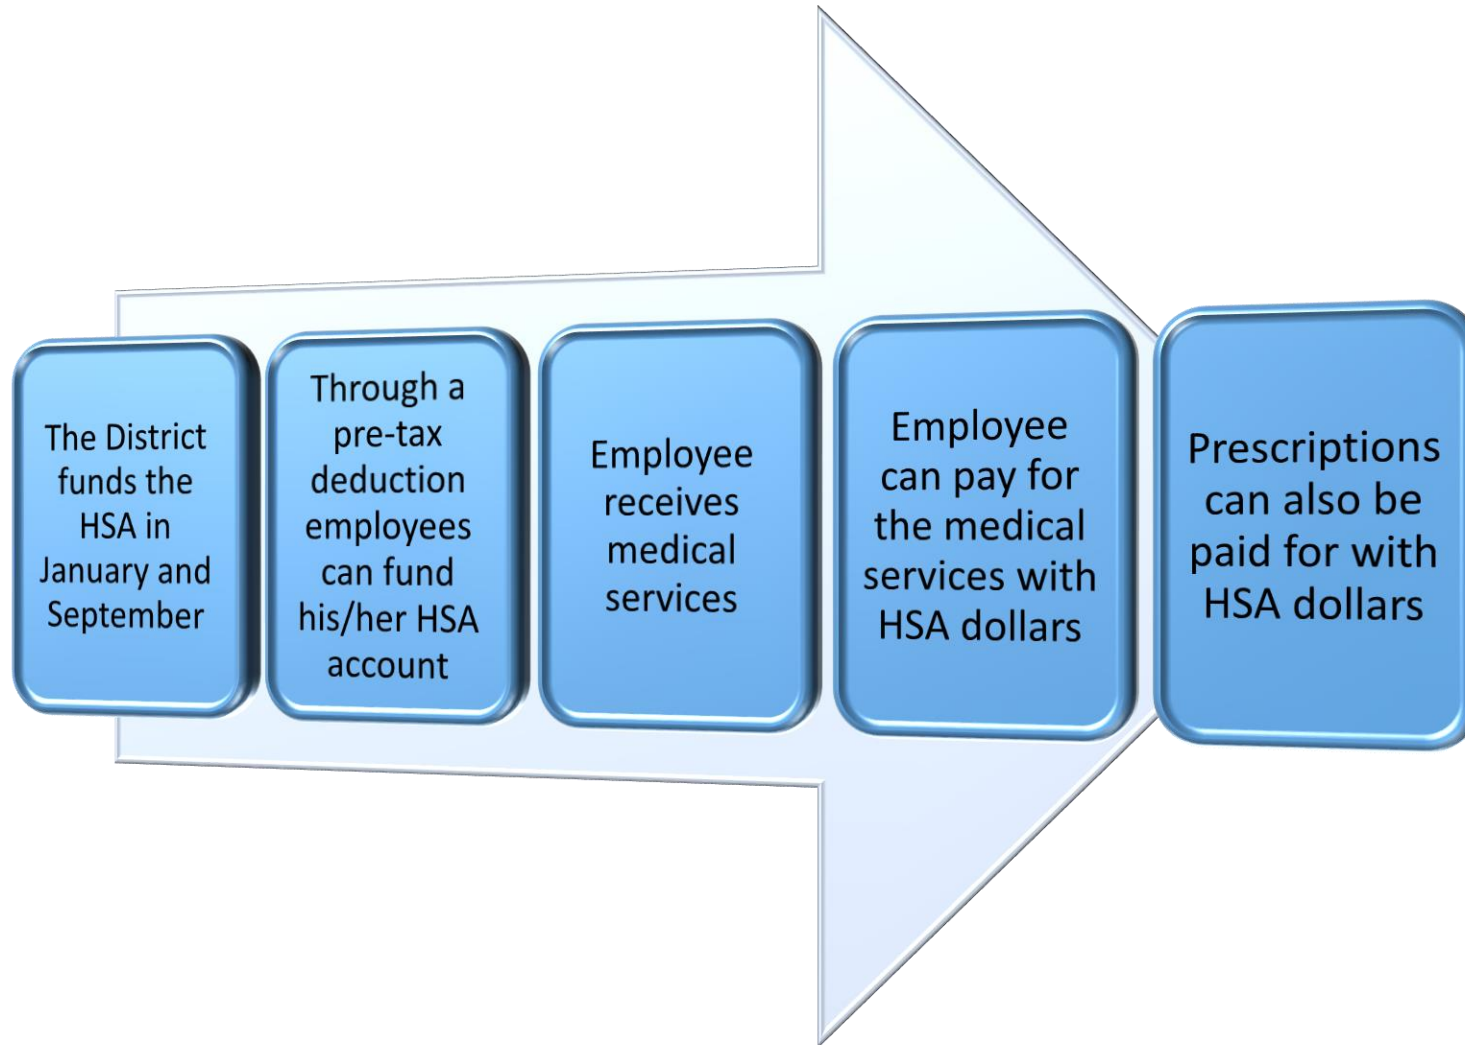 The District
funds the
HSA in
January and
September
Through a
pre-tax
deduction
employees
can fund
his/her HSA
account
Employee
receives
medical
services
Employee
can pay for
the medical
services with
HSA dollars
Prescriptions
can also be
paid for with
HSA dollars